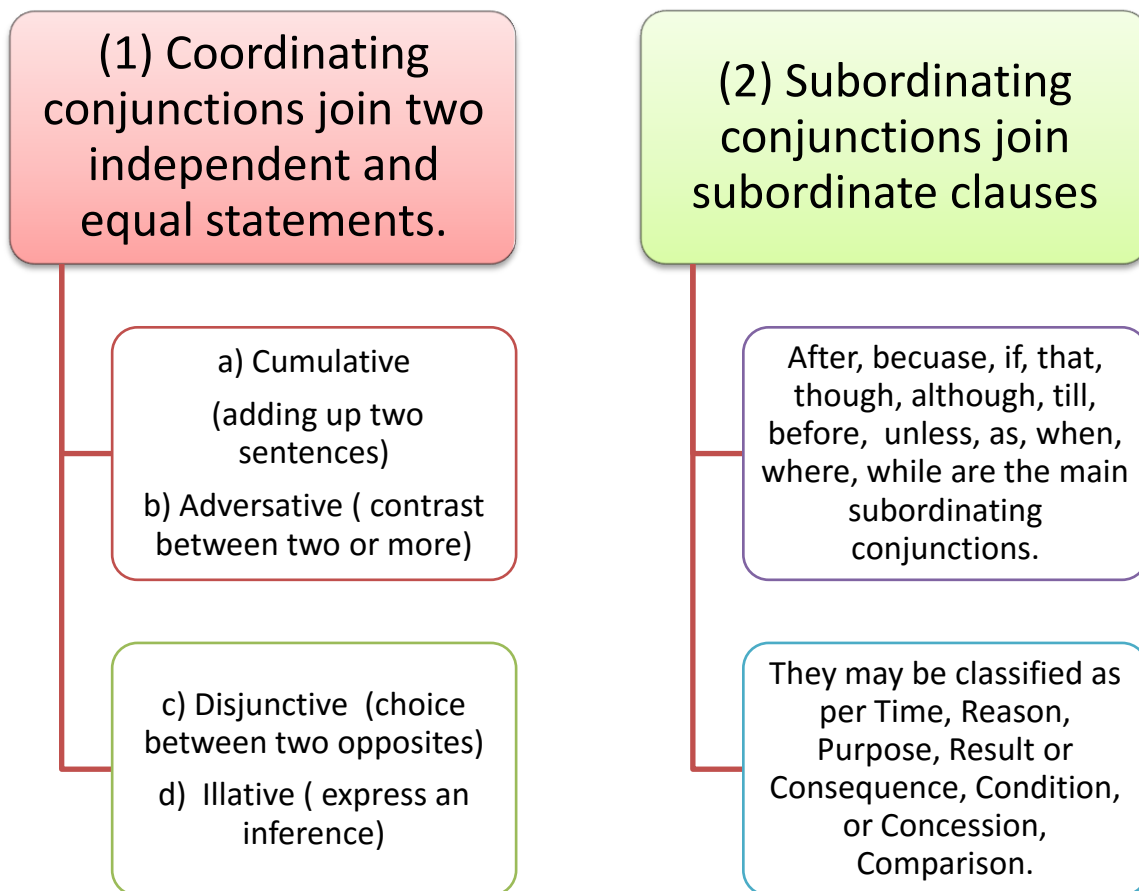 (1) Coordinating
conjunctions join two
independent and
equal statements.
a) Cumulative
(adding up two
sentences)
b) Adversative ( contrast
between two or more)
c) Disjunctive  (choice
between two opposites)
d)  Illative ( express an
inference)
(2) Subordinating
conjunctions join
subordinate clauses
After, becuase, if, that,
though, although, till,
before,  unless, as, when,
where, while are the main
subordinating
conjunctions.
They may be classified as
per Time, Reason,
Purpose, Result or
Consequence, Condition,
or Concession,
Comparison.